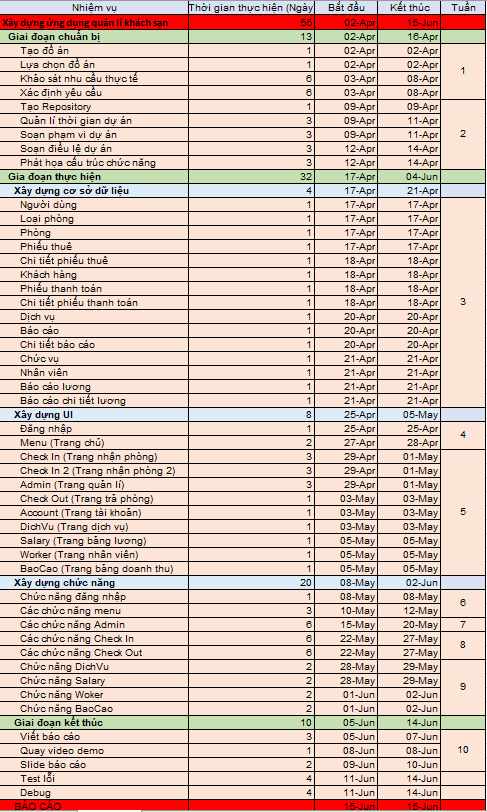 Nhiệm vụ Thời gian thực hiện (Ngày) Bắt đầu Kết thúc Tuần
Xây dựng ứng dụng quản lí khách sạn 55 02-Apr 15-Jun
Giai đoạn chuẩn bị 13 02-Apr 16-Apr
Tạo đồ án 1 02-Apr 02-Apr 1
Lựa chọn đồ án 1 02-Apr 02-Apr
Khảo sát nhu cầu thực tế 6 03-Apr 08-Apr
Xác định yêu cầu 6 03-Apr 08-Apr
Tạo Repository 1 09-Apr 09-Apr 2
Quản lí thời gian dự án 3 09-Apr 11-Apr
Soạn phạm vi dự án 3 09-Apr 11-Apr
Soạn điều lệ dự án 3 12-Apr 14-Apr
Phát họa cấu trúc chức năng 3 12-Apr 14-Apr
Gia đoạn thực hiện 32 17-Apr 04-Jun
Xây dựng cơ sở dữ liệu 4 17-Apr 21-Apr
Người dùng 1 17-Apr 17-Apr 3
Loại phòng 1 17-Apr 17-Apr
Phòng 1 17-Apr 17-Apr
Phiếu thuê 1 17-Apr 17-Apr
Chi tiết phiếu thuê 1 18-Apr 18-Apr
Khách hàng 1 18-Apr 18-Apr
Phiếu thanh toán 1 18-Apr 18-Apr
Chi tiết phiếu thanh toán 1 18-Apr 18-Apr
Dịch vụ 1 20-Apr 20-Apr
Báo cáo 1 20-Apr 20-Apr
Chi tiết báo cáo 1 20-Apr 20-Apr
Chức vụ 1 21-Apr 21-Apr
Nhân viên 1 21-Apr 21-Apr
Báo cáo lương 1 21-Apr 21-Apr
Báo cáo chi tiết lương 1 21-Apr 21-Apr
Xây dựng UI 8 25-Apr 05-May
Đăng nhập 1 25-Apr 25-Apr 4
Menu (Trang chủ) 2 27-Apr 28-Apr
Check In (Trang nhận phòng) 3 29-Apr 01-May 5
Check In 2 (Trang nhận phòng 2) 3 29-Apr 01-May
Admin (Trang quản lí) 3 29-Apr 01-May
Check Out (Trang trả phòng) 1 03-May 03-May
Account (Trang tài khoản) 1 03-May 03-May
DichVu (Trang dịch vụ) 1 03-May 03-May
Salary (Trang bảng lương) 1 05-May 05-May
Worker (Trang nhân viên) 1 05-May 05-May
BaoCao (Trang bảng doanh thu) 1 05-May 05-May
Xây dựng chức năng 20 08-May 02-Jun
Chức năng đăng nhập 1 08-May 08-May 6
Các chức năng menu 3 10-May 12-May
Các chức năng Admin 6 15-May 20-May 7
Các chức năng Check In 6 22-May 27-May 8
Các chức năng Check Out 6 22-May 27-May
Chức năng DichVu 2 28-May 29-May 9
Chức năng Salary 2 28-May 29-May
Chức năng Woker 2 01-Jun 02-Jun
Chức năng BaoCao 2 01-Jun 02-Jun
Giai đoạn kết thúc 10 05-Jun 14-Jun
Viết báo cáo 3 05-Jun 07-Jun 10
Quay video demo 1 08-Jun 08-Jun
Slide báo cáo 2 09-Jun 10-Jun
Test lỗi 4 11-Jun 14-Jun
Debug 4 11-Jun 14-Jun
BÁO CÁO 15-Jun 15-Jun